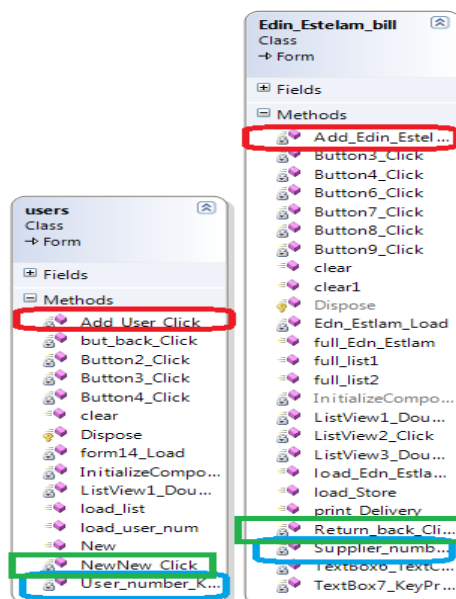 Edin_Estelam_bill
Class
Form
Fields
Methods
Add_Edin_Estel...
Button3_Click
Button4_Click
Button6_Click
Button7_Click
Button8_Click
Button9_Click
clear
clear1
Dispose
Edn_Estlam_Load
full_Edn_Estlam
full_list1
full_list2
InitializeCompo...
ListView1_Dou...
ListView2_Click
ListView3_Dou...
load_Edn_Estla...
load_Store
print_Delivery
Return_back_Cli...
Supplier_numb...
TextBox6_TextC...
TextBox7_KeyPr...
users
Class
Form
Fields
Methods
Add_User_Click
but_back_Click
Button2_Click
Button3_Click
Button4_Click
clear
Dispose
form14_Load
InitializeCompo...
ListView1_Dou...
load_list
load_user_num
New
NewNew_Click
User_number_K...